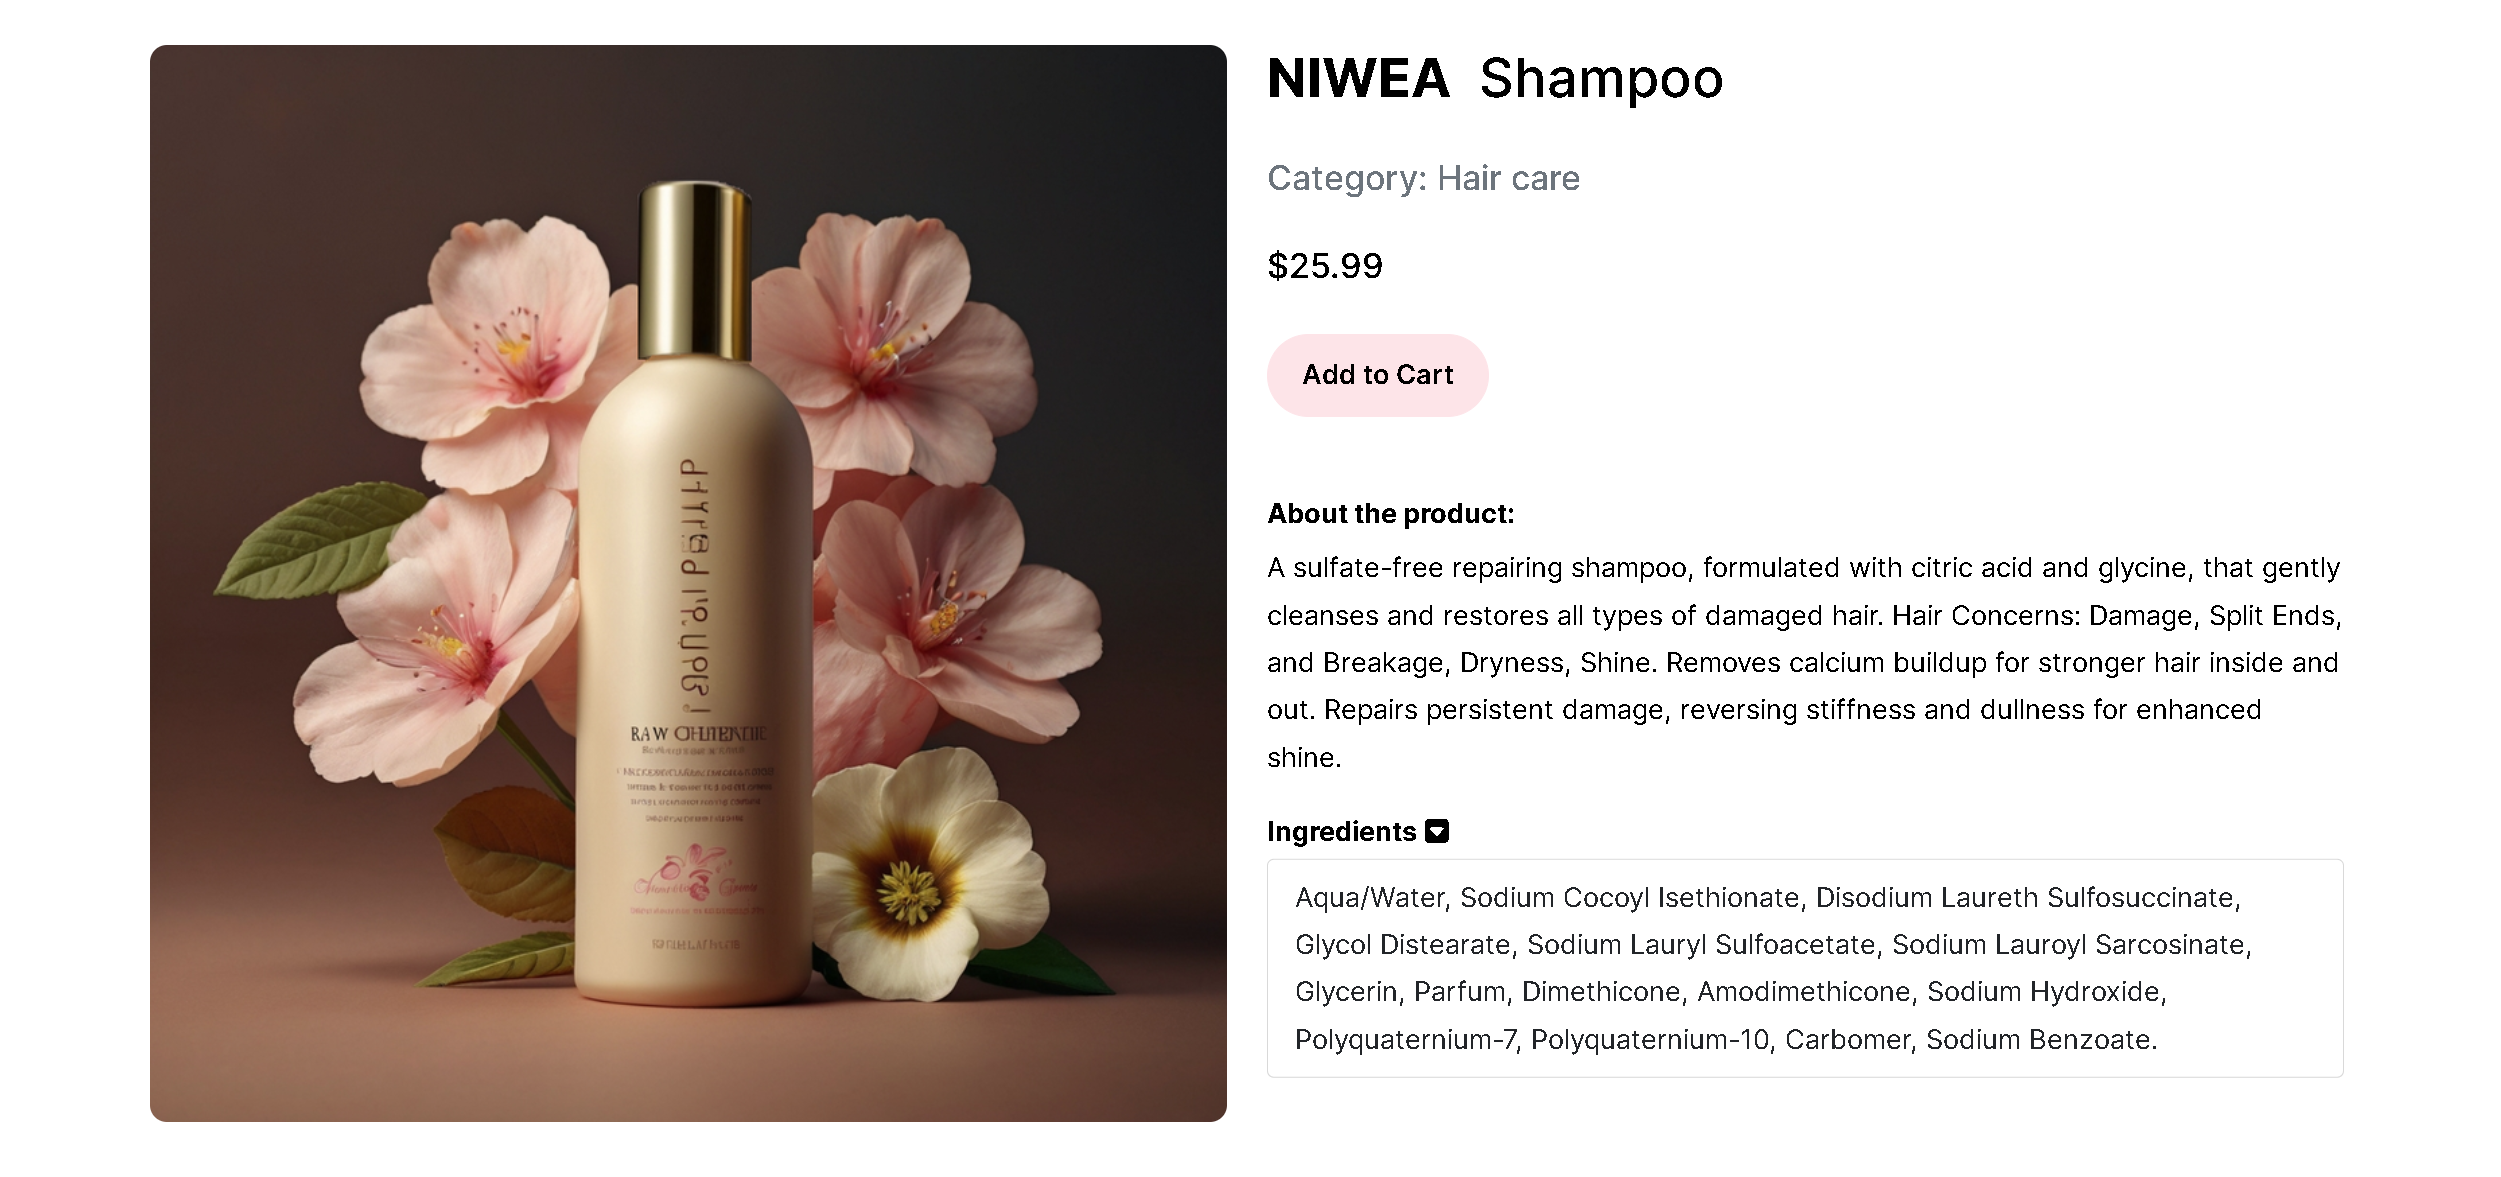 NIWEA Shampoo
Category: Hair care
$25.99
Add to Cart
About the product:
A sulfate-free repairing shampoo, formulated with citric acid and glycine, that gently
cleanses and restores all types of damaged hair. Hair Concerns: Damage, Split Ends,
and Breakage, Dryness, Shine. Removes calcium buildup for stronger hair inside and
out. Repairs persistent damage, reversing stiffness and dullness for enhanced
shine.
Ingredients
Aqua/Water, Sodium Cocoyl Isethionate, Disodium Laureth Sulfosuccinate,
Glycol Distearate, Sodium Lauryl Sulfoacetate, Sodium Lauroyl Sarcosinate,
Glycerin, Parfum, Dimethicone, Amodimethicone, Sodium Hydroxide,
Polyquaternium-7, Polyquaternium-10, Carbomer, Sodium Benzoate.
RAW